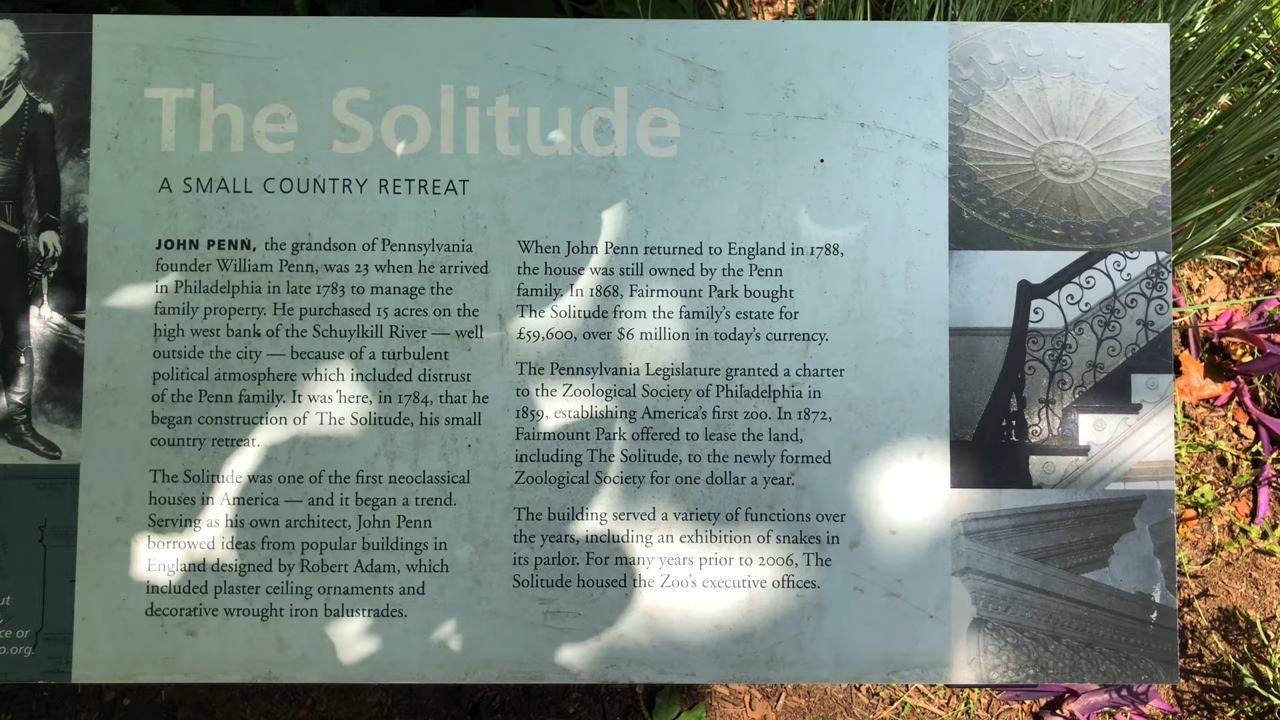 The Solitude
A SMALL COUNTRY RETREAT
JOHN PENN, the grandson of Pennsylvania
founder William Penn, was 23 when he arrived
in Philadelphia in late 1783 to manage the
family property. He purchased 15 acres on the
high west bank of the Schuylkill River — well
outside the city — because of a turbulent
political atmosphere which included distrust
of the Penn family. It was here, in 1784, that he
began construction of The Solitude, his small
country retreat.
The Solitude was one of the first neoclassical
houses in America — and it began a trend.
Serving as his own architect, John Penn
borrowed ideas from popular buildings in
England designed by Robert Adam, which
included plaster ceiling ornaments and
decorative wrought iron balustrades.
When John Penn returned to England in 1788,
the house was still owned by the Penn
family. In 1868, Fairmount Park bought
The Solitude from the family's estate for
£59,600, over $6 million in today's currency.
The Pennsylvania Legislature granted a charter
to the Zoological Society of Philadelphia in
1859, establishing America's first zoo. In 1872,
Fairmount Park offered to lease the land,
including The Solitude, to the newly formed
Zoological Society for one dollar a year.
The building served a variety of functions over
the years, including an exhibition of snakes in
its parlor. For many years prior to 2006, The
Solitude housed the Zoo's executive offices.
or